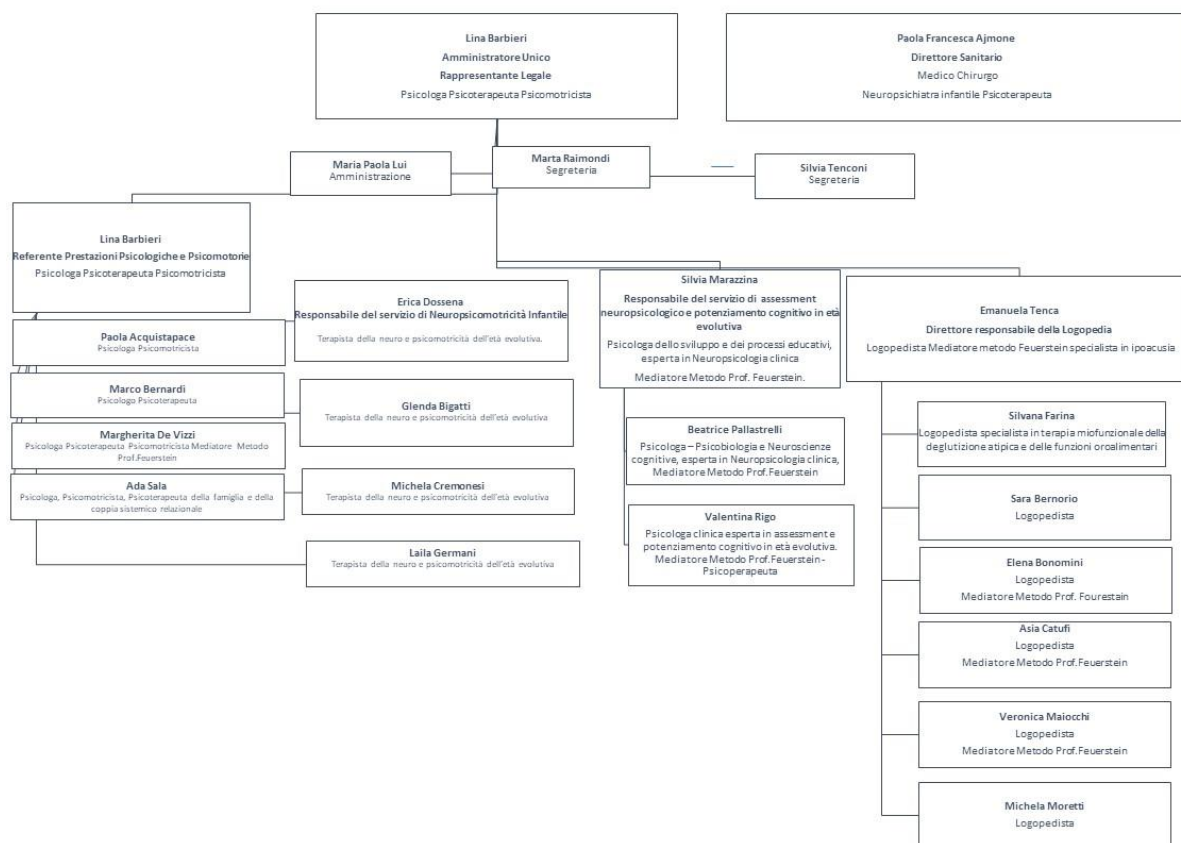 Lina Barbieri
Amministratore Unico
Rappresentante Legale
Psicologa Psicoterapeuta Psicomotricista
Paola Francesca Ajmone
Direttore Sanitario
Medico Chirurgo
Neuropsichiatra infantile Psicoterapeuta
Maria Paola Lui
Amministrazione
Marta Raimondi
Segreteria
Silvia Tenconi
Segreteria
Lina Barbieri
Referente Prestazioni Psicologiche e Psicomotorie
Psicologa Psicoterapeuta Psicomotricista
Paola Acquistapace
Psicologa Psicomotricista
Marco Bernardi
Psicologo Psicoterapeuta
Margherita De Vizzi
Psicologa Psicoterapeuta Psicomotricista Mediatore Metodo
Prof.Feuerstein
Ada Sala
Psicologa, Psicomotricista, Psicoterapeuta della famiglia e della
coppia sistemico relazionale
Erica Dossena
Responsabile del servizio di Neuropsicomotricità Infantile
Terapista della neuro e psicomotricità dell'età evolutiva.
Glenda Bigatti
Terapista della neuro e psicomotricità dell'età evolutiva
Michela Cremonesi
Terapista della neuro e psicomotricità dell'età evolutiva
Laila Germani
Terapista della neuro e psicomotricità dell'età evolutiva
Silvia Marazzina
Responsabile del servizio di assessment
neuropsicologico e potenziamento cognitivo in età
evolutiva
Psicologa dello sviluppo e dei processi educativi,
esperta in Neuropsicologia clinica
Mediatore Metodo Prof. Feuerstein.
Beatrice Pallastrelli
Psicologa – Psicobiologia e Neuroscienze
cognitive, esperta in Neuropsicologia clinica,
Mediatore Metodo Prof.Feuerstein
Valentina Rigo
Psicologa clinica esperta in assessment e
potenziamento cognitivo in età evolutiva.
Mediatore Metodo Prof.Feuerstein -
Psicoperapeuta
Emanuela Tenca
Direttore responsabile della Logopedia
Logopedista Mediatore metodo Feuerstein specialista in ipoacusia
Silvana Farina
Logopedista specialista in terapia miofunzionale della
deglutizione atipica e delle funzioni oroalimentari
Sara Bernorio
Logopedista
Elena Bonomini
Logopedista
Mediatore Metodo Prof. Fourestain
Asia Catufi
Logopedista
Mediatore Metodo Prof.Feuerstein
Veronica Maiocchi
Logopedista
Mediatore Metodo Prof.Feuerstein
Michela Moretti
Logopedista